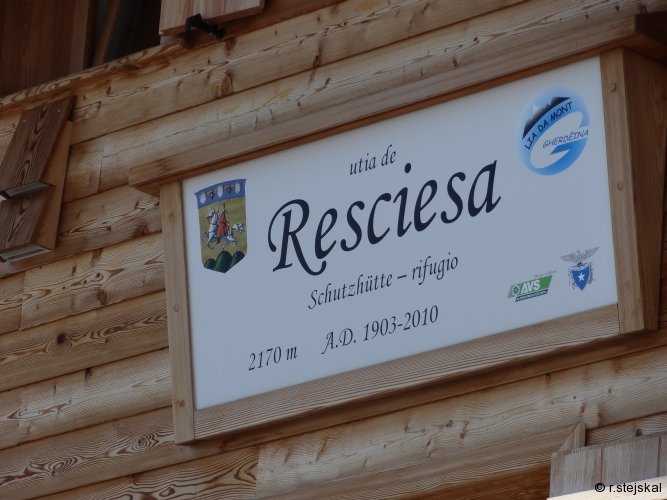 utia de
Resciesa
Schutzhütte – rifugio
2170 m A.D. 1903-2010
LIA DA MONT
GHERDËINA
AVS
© r.stejskal